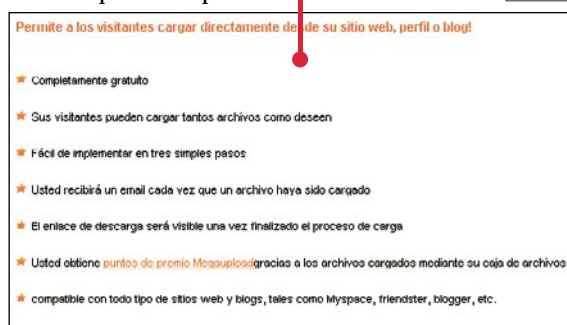 Permite a los visitantes cargar directamente desde su sitio web, perfil o blog!
Completamente gratuito
Sus visitantes pueden cargar tantos archivos como deseen
Fácil de implementar en tres simples pasos
Usted recibirá un email cada vez que un archivo haya sido cargado
El enlace de descarga será visible una vez finalizado el proceso de carga
Usted obtiene puntos de premio Megauploadgracias a los archivos cargados mediante su caja de archivos
compatible con todo tipo de sitios web y blogs, tales como Myspace, friendster, blogger, etc.